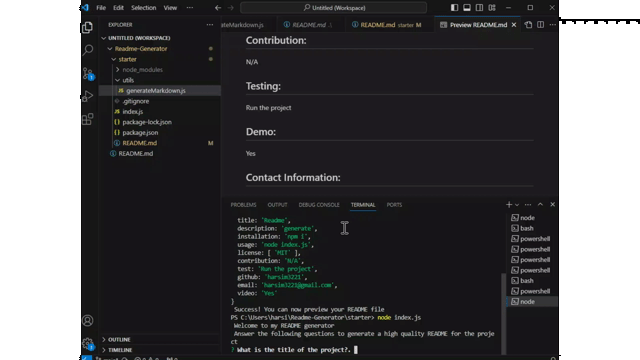 File Edit Selection View ...
Untitled (Workspace)
EXPLORER
UNTITLED (WORKSPACE)
Readme-Generator
starter
node_modules
utils
generateMarkdown.js
.gitignore
index.js
package-lock.json
package.json
README.md M
README.md
OUTLINE
TIMELINE
ateMarkdown.js
README.md
README.md starter M
Preview README.md
Contribution:
N/A
Testing:
Run the project
Demo:
Yes
Contact Information:
PROBLEMS OUTPUT DEBUG CONSOLE TERMINAL PORTS
title: 'Readme',
description: 'generate',
installation: 'npm i',
usage: 'node index.js',
license: [ 'MIT' ],
contribution: 'N/A',
test: 'Run the project',
github: 'harsim3221',
email: 'harsim3221@gmail.com',
video: 'Yes'
}
Success! You can now preview your README file
PS C:\Users\harsi\Readme-Generator\starter> node index.js
Welcome to my README generator
Answer the following questions to generate a high quality README for the proje
ct
? What is the title of the project?.
node
bash
powershell
powershell
powershell
powershell
bash
powershell
node